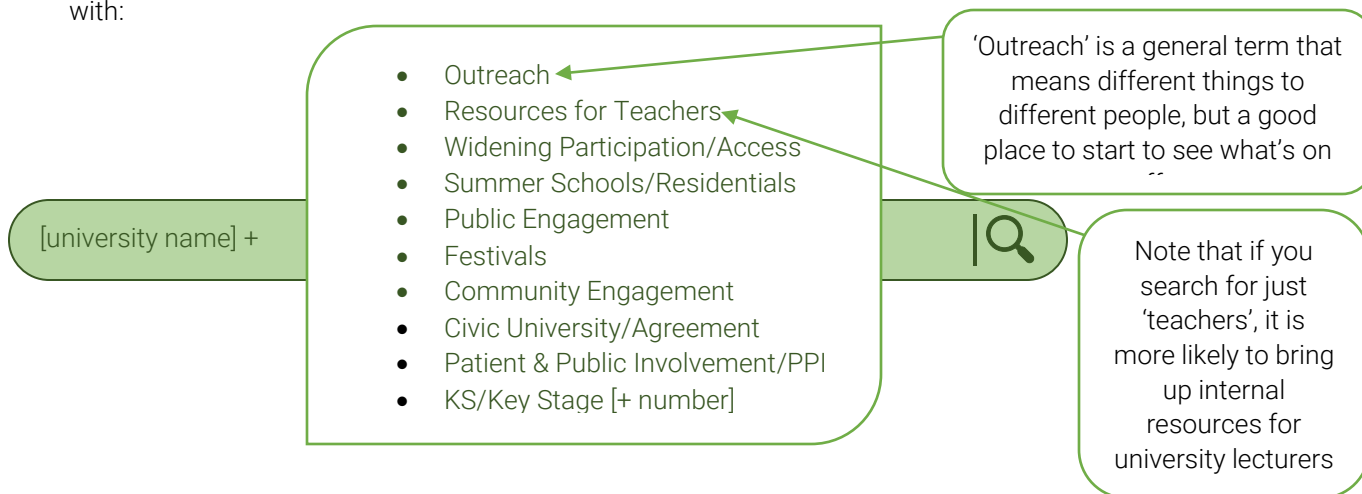 with:
• Outreach
• Resources for Teachers
• Widening Participation/Access
• Summer Schools/Residentials
• Public Engagement
• Festivals
• Community Engagement
• Civic University/Agreement
• Patient & Public Involvement/PPI
• KS/Key Stage [+ number]
[university name] +
‘Outreach’ is a general term that
means different things to
different people, but a good
place to start to see what’s on
Note that if you
search for just
‘teachers’, it is
more likely to bring
up internal
resources for
university lecturers